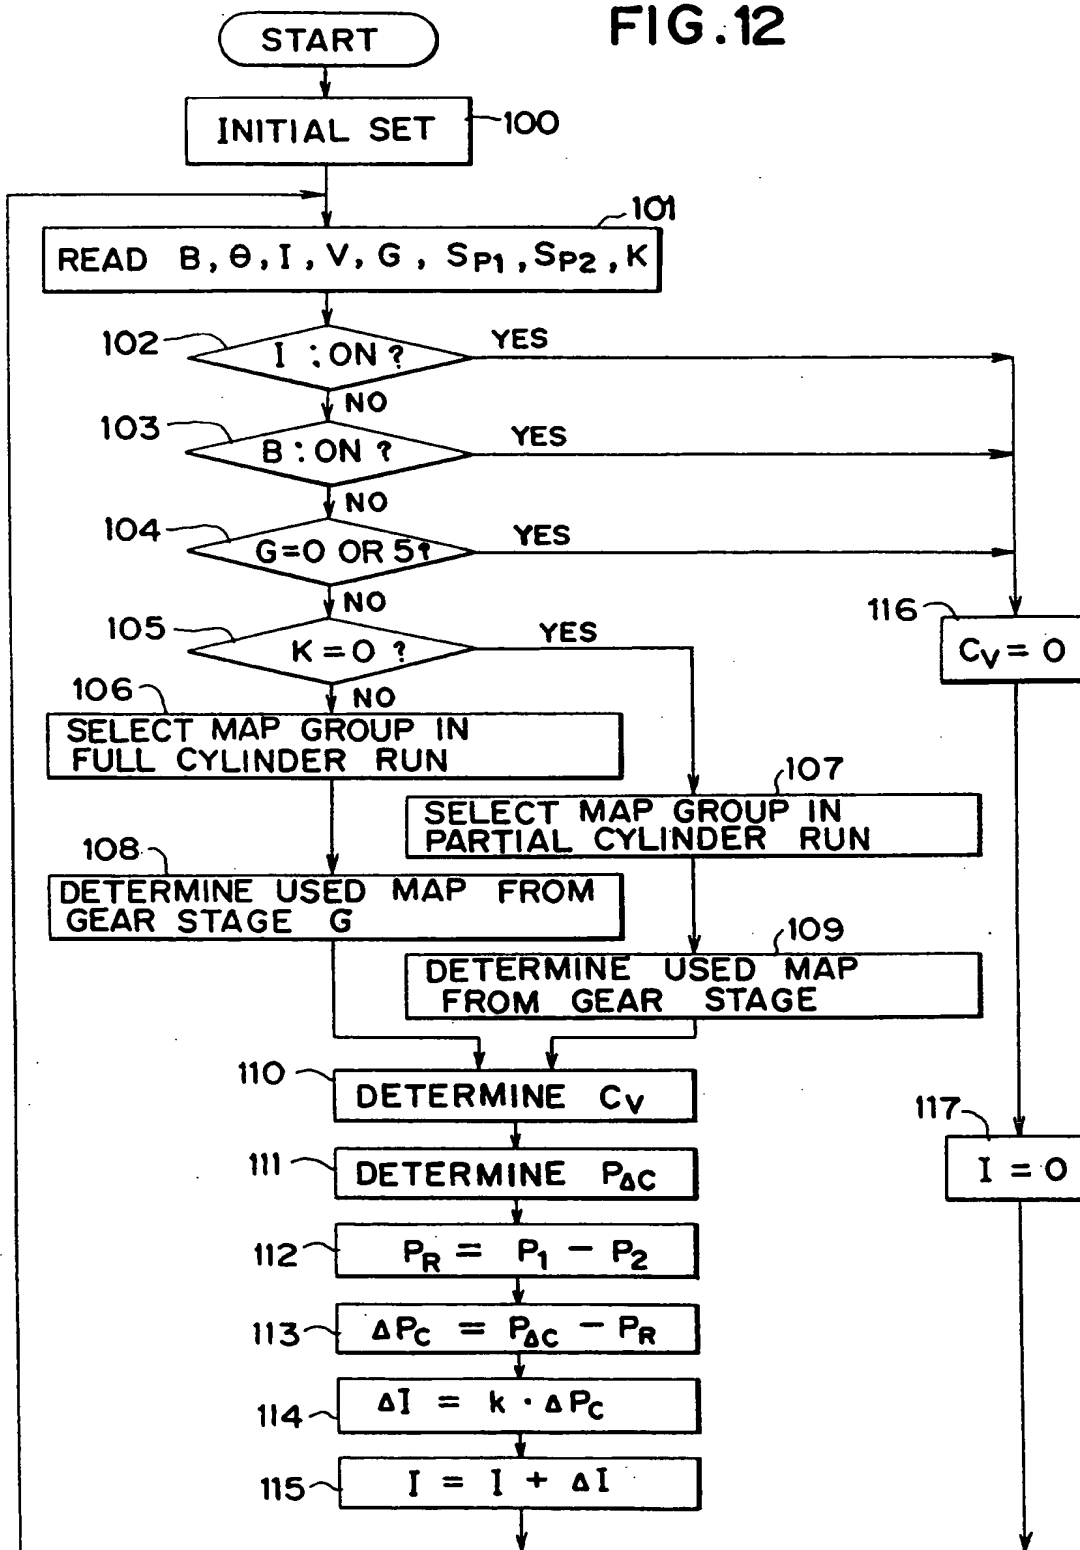 FIG.12
START
INITIAL SET
100
101
READ B, θ, I, V, G, SP1, SP2, K
102
I : ON ?
YES
NO
103
B : ON ?
YES
NO
104
G=0 OR 5?
YES
NO
105
K = 0 ?
YES
NO
116
CV = 0
106
SELECT MAP GROUP IN
FULL CYLINDER RUN
107
SELECT MAP GROUP IN
PARTIAL CYLINDER RUN
108
DETERMINE USED MAP FROM
GEAR STAGE G
109
DETERMINE USED MAP
FROM GEAR STAGE
110
DETERMINE CV
117
I = 0
111
DETERMINE PΔC
112
PR = P1 - P2
113
ΔPC = PΔC - PR
114
ΔI = k · ΔPC
115
I = I + ΔI